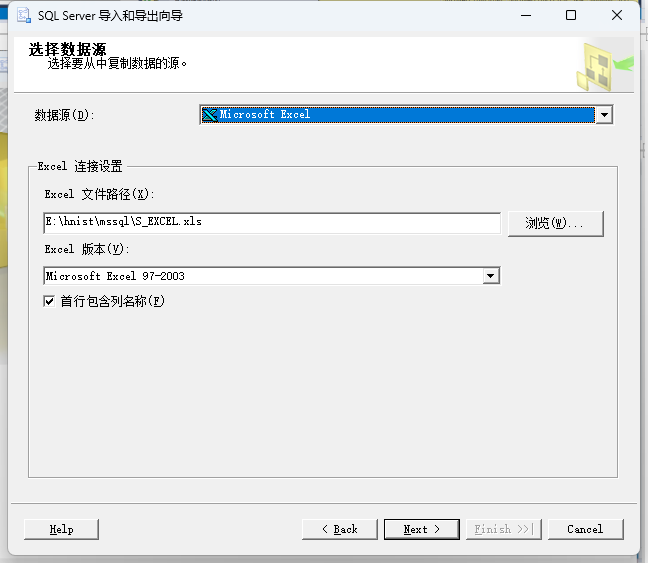 SQL Server 导入和导出向导
选择数据源
选择要从中复制数据的源。
数据源(D):
Microsoft Excel
Excel 连接设置
Excel 文件路径(X):
E:\hnist\mssql\S_EXCEL.xls
浏览(W)...
Excel 版本(V):
Microsoft Excel 97-2003
首行包含列名称(F)
Help
< Back
Next >
Finish >>|
Cancel